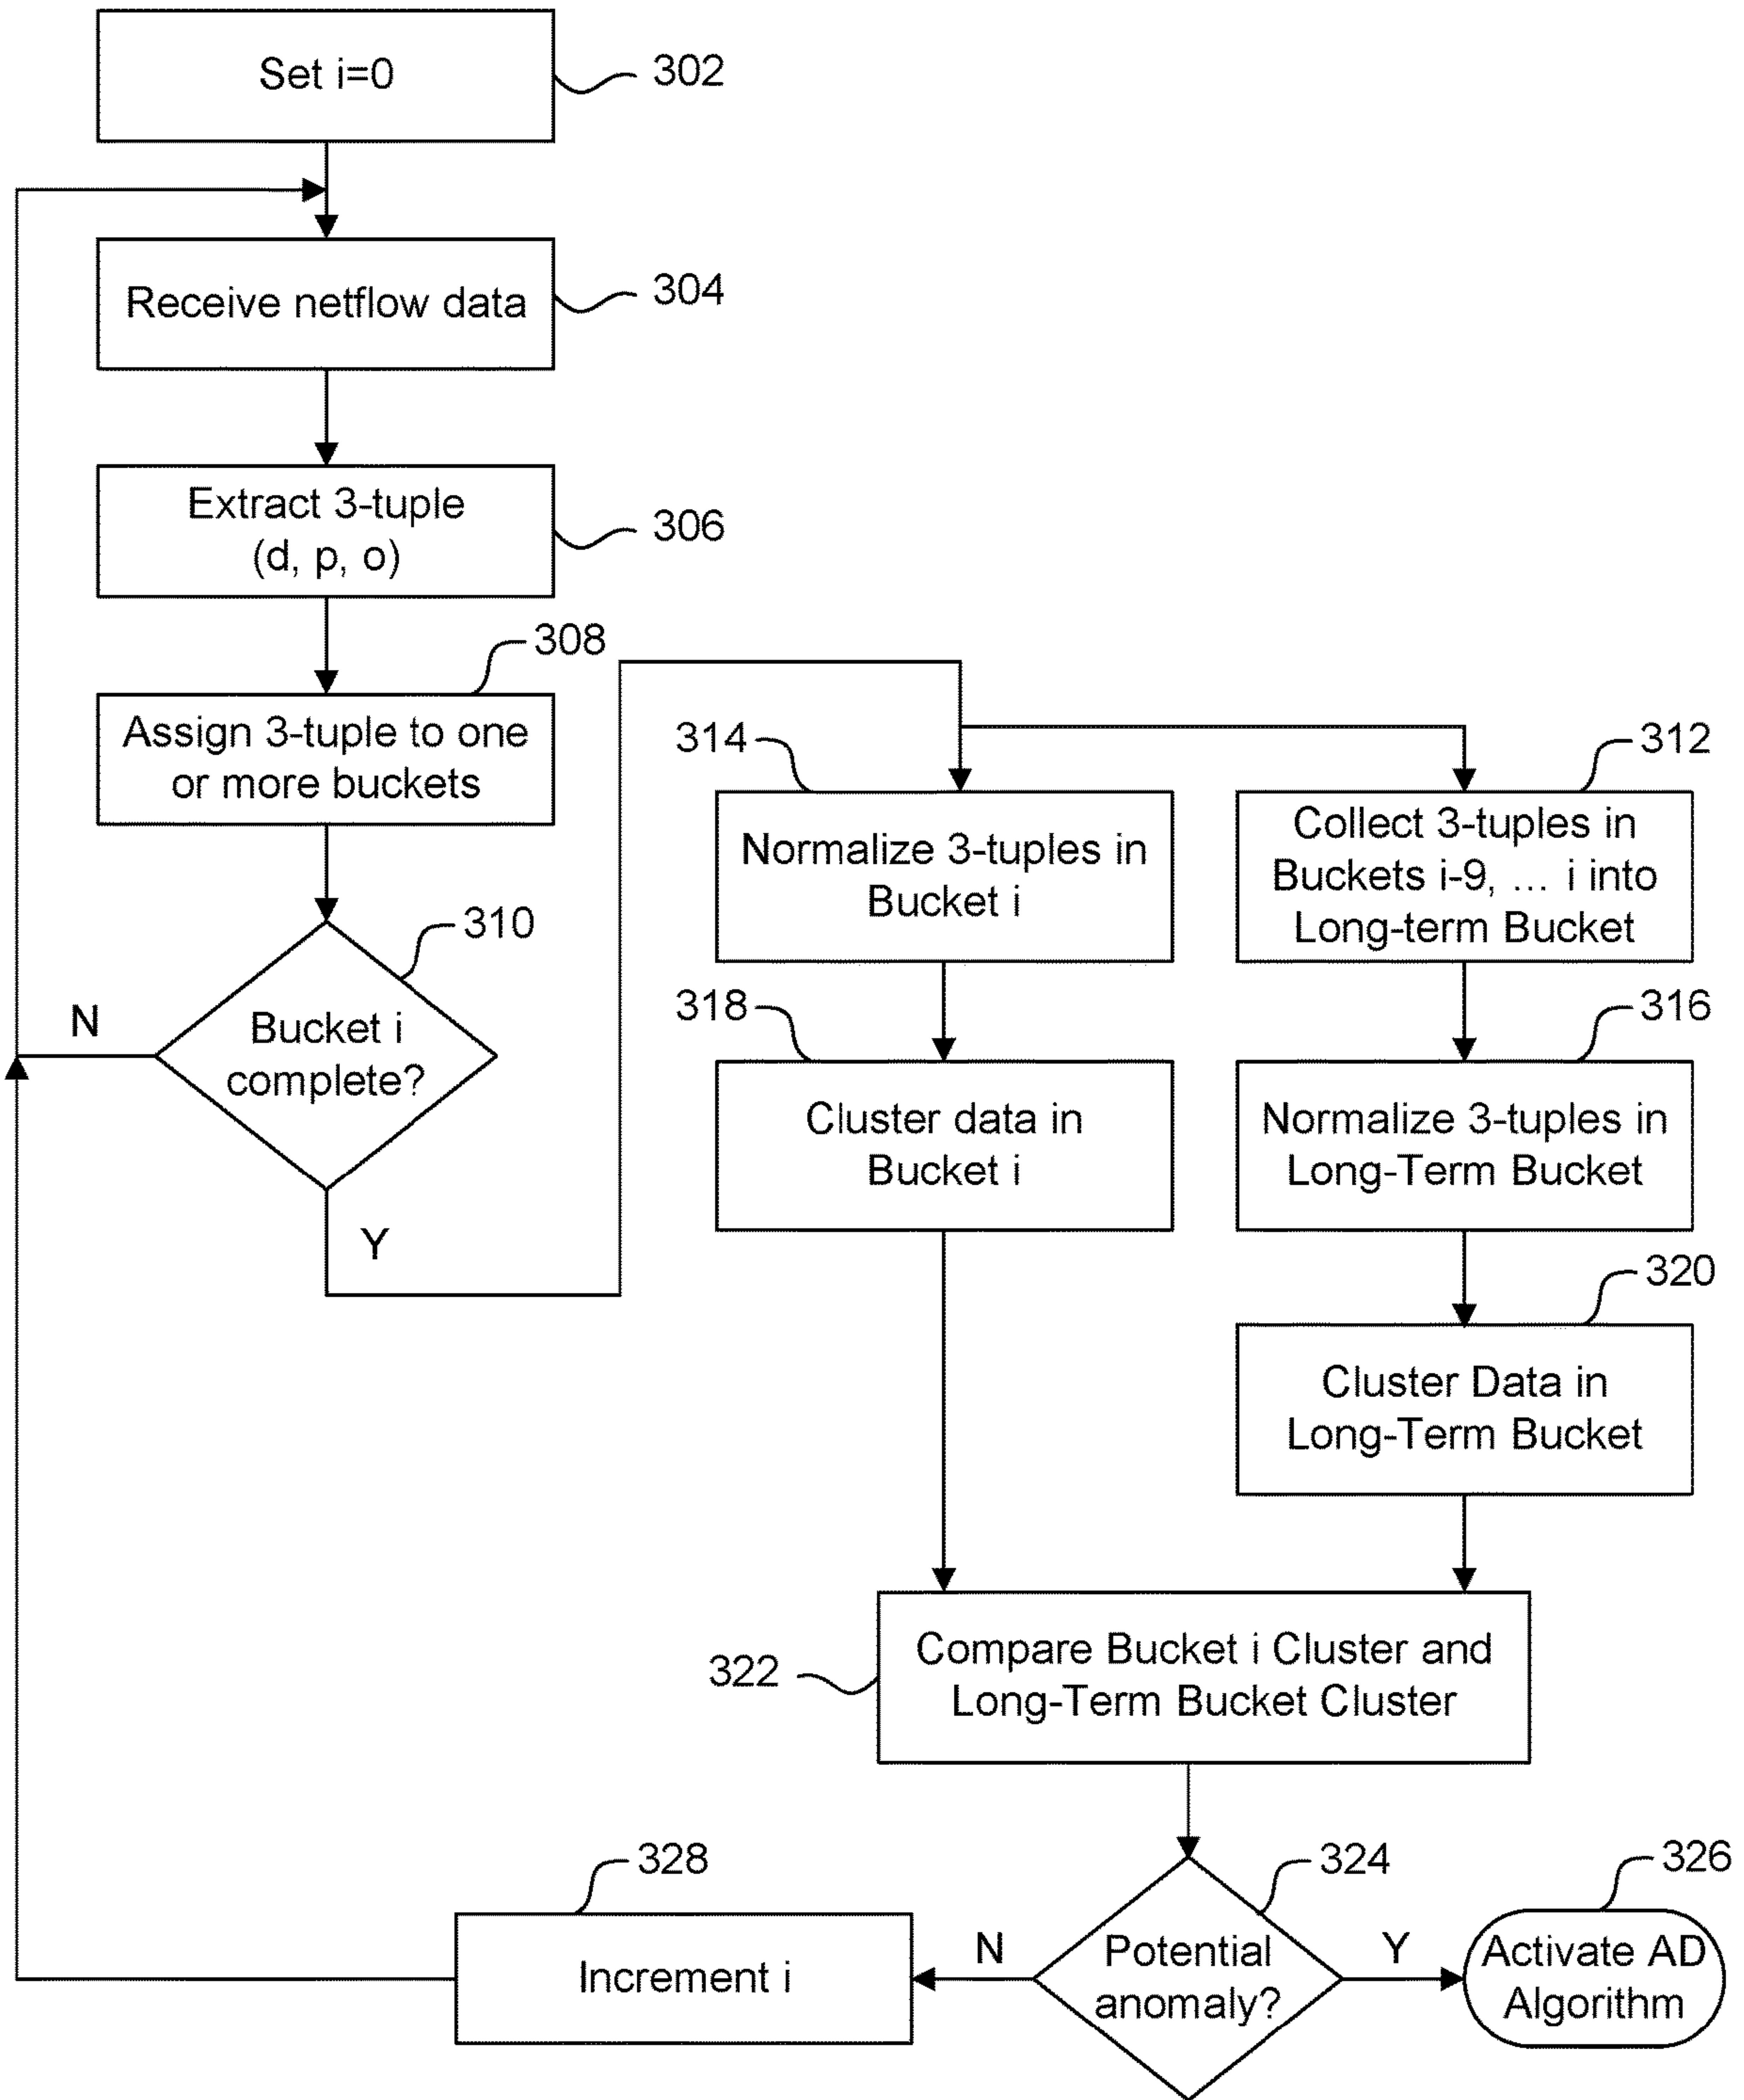 Set i=0
302
Receive netflow data
304
Extract 3-tuple
(d, p, o)
306
308
Assign 3-tuple to one
or more buckets
310
Bucket i
complete?
N
Y
314
Normalize 3-tuples in
Bucket i
312
Collect 3-tuples in
Buckets i-9, ... i into
Long-term Bucket
318
Cluster data in
Bucket i
316
Normalize 3-tuples in
Long-Term Bucket
320
Cluster Data in
Long-Term Bucket
322
Compare Bucket i Cluster and
Long-Term Bucket Cluster
324
Potential
anomaly?
N
Y
326
Activate AD
Algorithm
328
Increment i